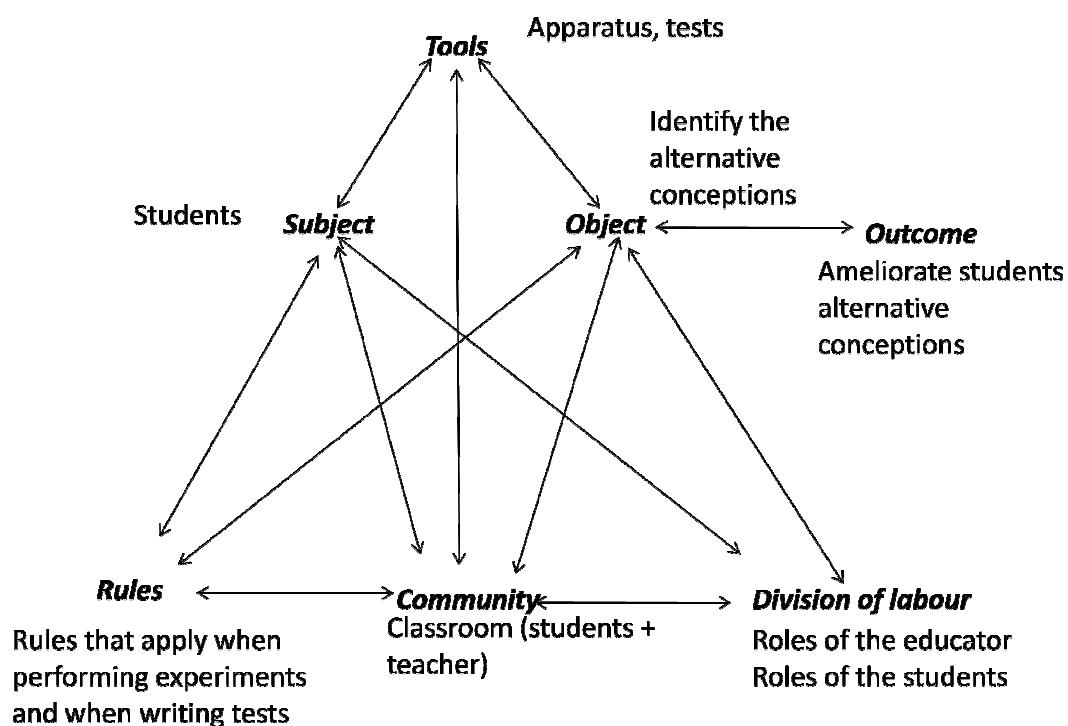 Apparatus, tests
Tools
Identify the
alternative
conceptions
Students
Subject
Object
Outcome
Ameliorate students
alternative
conceptions
Rules
Rules that apply when
performing experiments
and when writing tests
Community
Classroom (students +
teacher)
Division of labour
Roles of the educator
Roles of the students